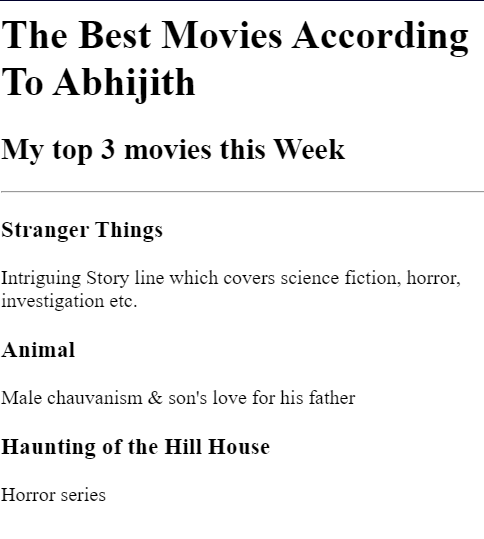 The Best Movies According
To Abhijith
My top 3 movies this Week
Stranger Things
Intriguing Story line which covers science fiction, horror,
investigation etc.
Animal
Male chauvanism & son's love for his father
Haunting of the Hill House
Horror series